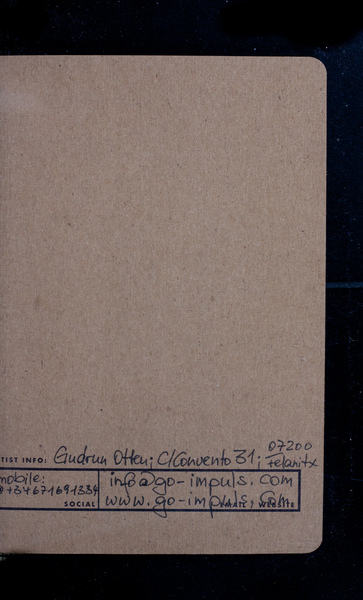 07200
TIST INFO: Gudrun Otten; C/Convento 31; Felanitx
mobile: info@go-impuls.com
+34671691334 www.go-impuls.com
SOCIAL EMAIL / WEBSITE